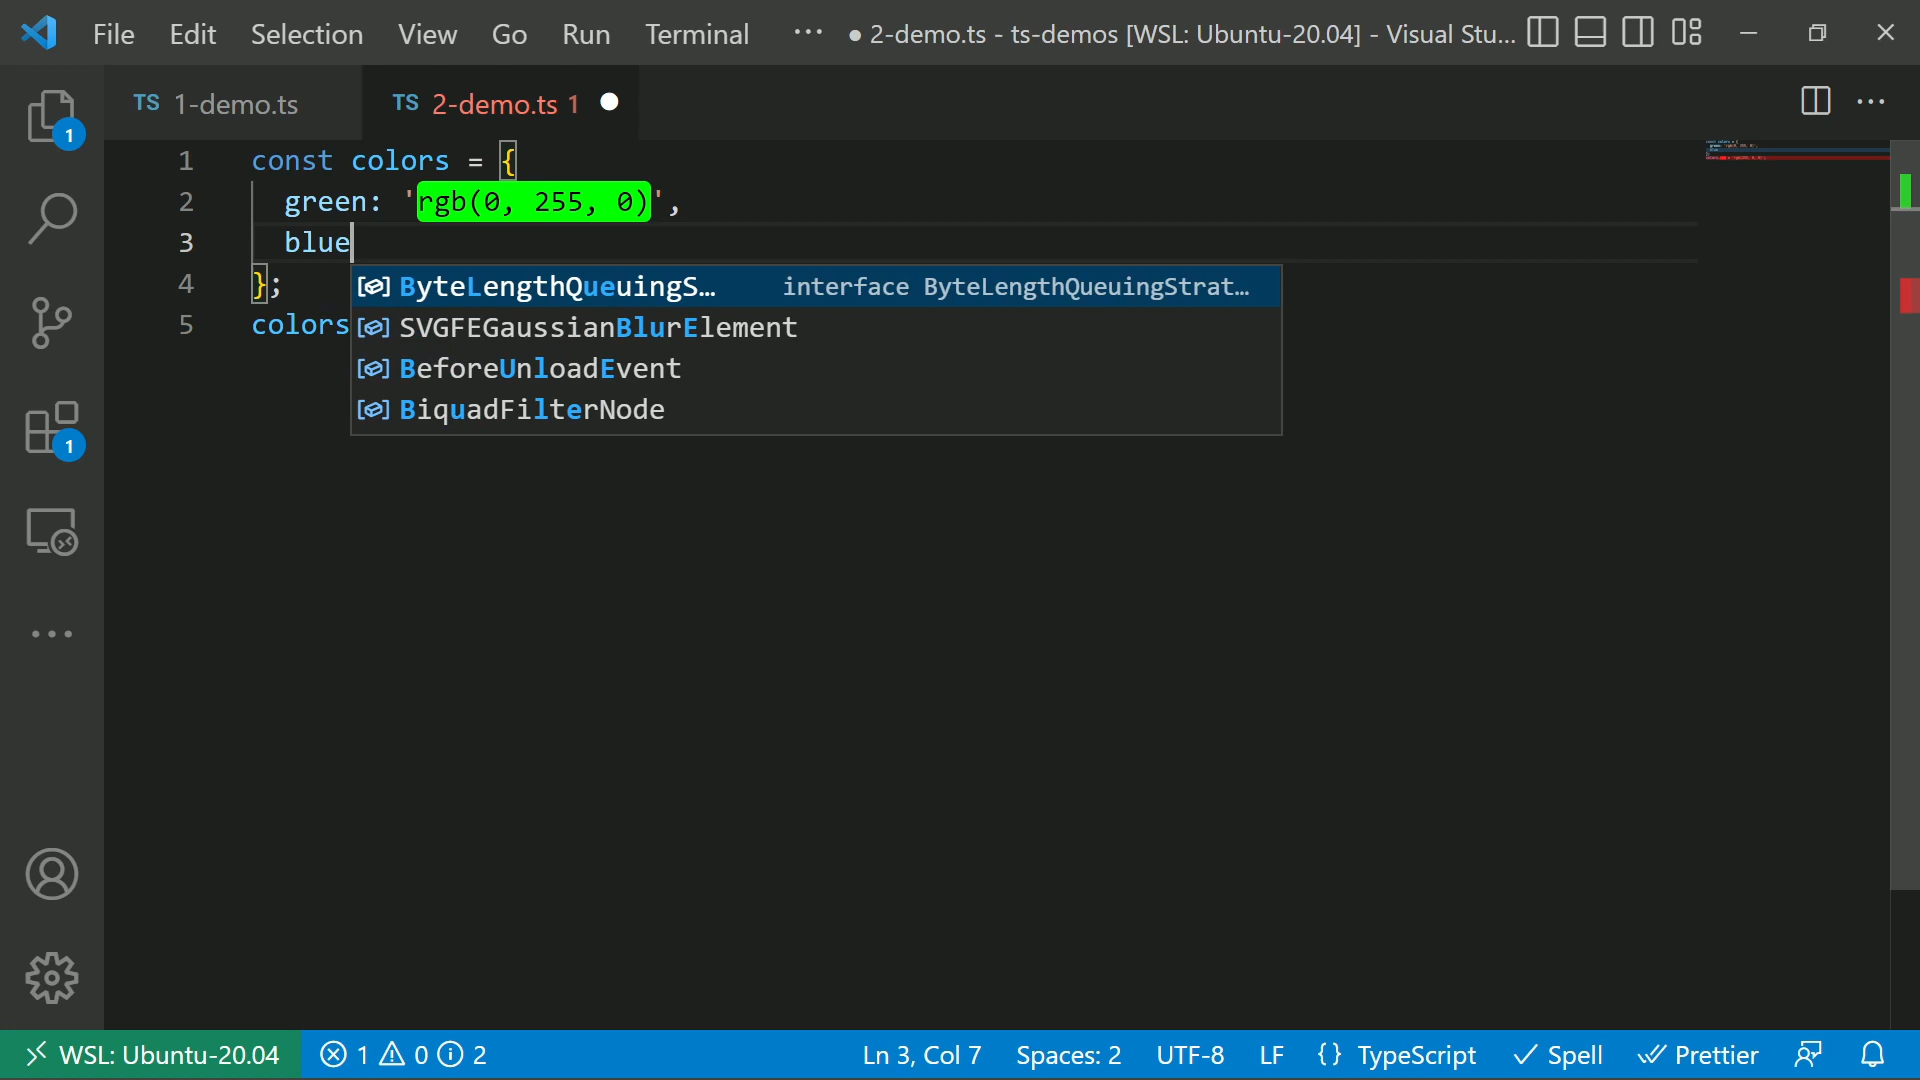 File Edit Selection View Go Run Terminal ··· ● 2-demo.ts - ts-demos [WSL: Ubuntu-20.04] - Visual Stu...
TS 1-demo.ts TS 2-demo.ts 1
1 const colors = {
2 green: 'rgb(0, 255, 0)',
3 blue
4 };
5 colors
ByteLengthQueuingS… interface ByteLengthQueuingStrat…
SVGFEGaussianBlurElement
BeforeUnloadEvent
BiquadFilterNode
1
1
WSL: Ubuntu-20.04 1 0 2 Ln 3, Col 7 Spaces: 2 UTF-8 LF {} TypeScript Spell Prettier